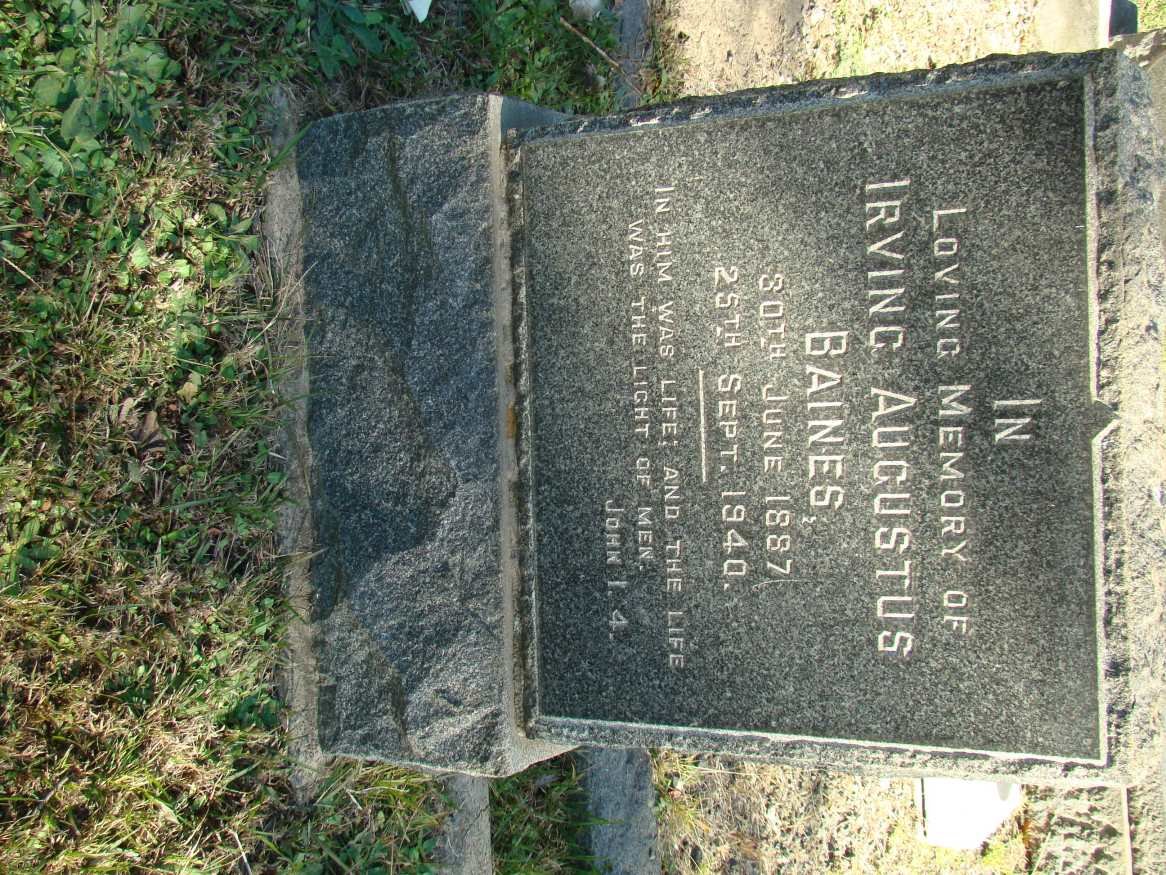 IN
LOVING MEMORY OF
IRVING AUGUSTUS
BAINES,
30TH JUNE 1887
25TH SEPT. 1940.
IN HIM WAS LIFE; AND THE LIFE
WAS THE LIGHT OF MEN.
JOHN 1. 4.